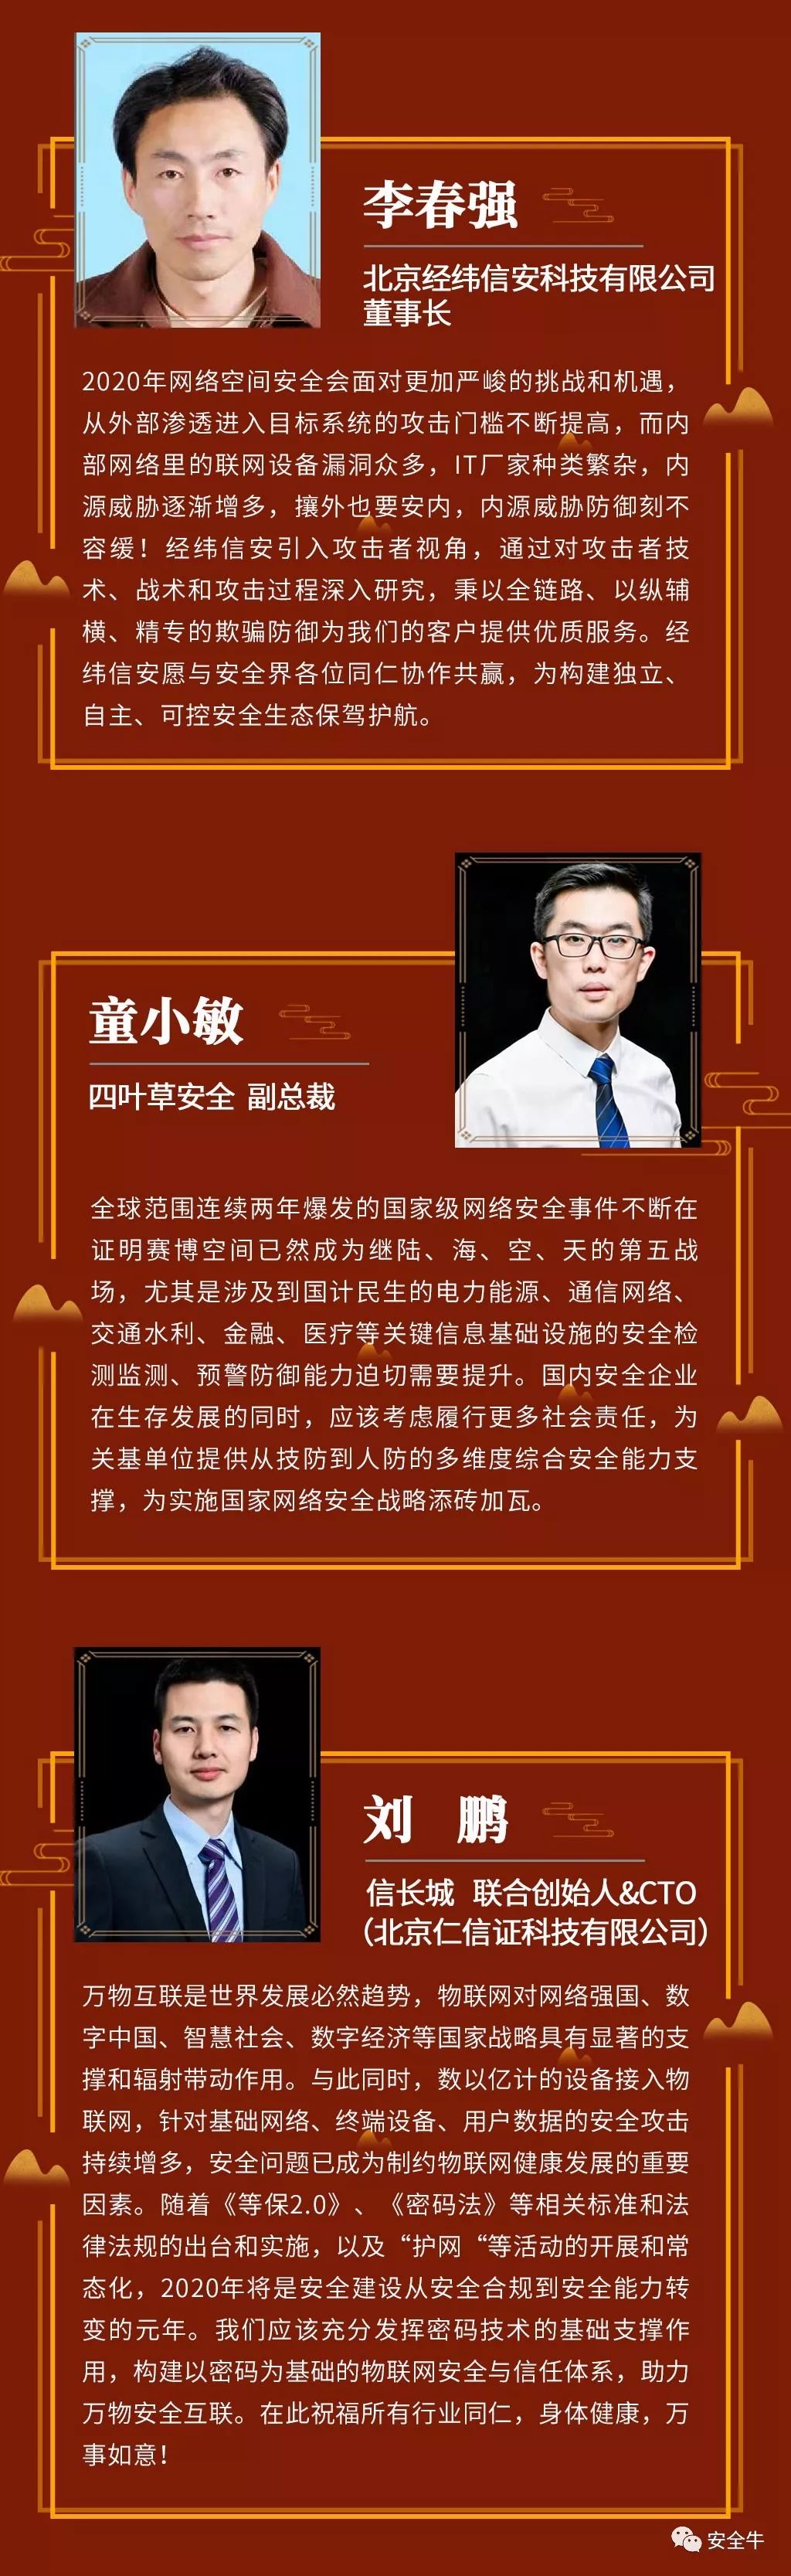 李春强
北京经纬信安科技有限公司
董事长
2020年网络空间安全会面对更加严峻的挑战和机遇，
从外部渗透进入目标系统的攻击门槛不断提高，而内
部网络里的联网设备漏洞众多，IT厂家种类繁杂，内
源威胁逐渐增多，攘外也要安内，内源威胁防御刻不
容缓！经纬信安引入攻击者视角，通过对攻击者技
术、战术和攻击过程深入研究，秉以全链路、以纵辅
横、精专的欺骗防御为我们的客户提供优质服务。经
纬信安愿与安全界各位同仁协作共赢，为构建独立、
自主、可控安全生态保驾护航。
童小敏
四叶草安全 副总裁
全球范围连续两年爆发的国家级网络安全事件不断在
证明赛博空间已然成为继陆、海、空、天的第五战
场，尤其是涉及到国计民生的电力能源、通信网络、
交通水利、金融、医疗等关键信息基础设施的安全检
测监测、预警防御能力迫切需要提升。国内安全企业
在生存发展的同时，应该考虑履行更多社会责任，为
关基单位提供从技防到人防的多维度综合安全能力支
撑，为实施国家网络安全战略添砖加瓦。
刘 鹏
信长城 联合创始人&CTO
（北京仁信证科技有限公司）
万物互联是世界发展必然趋势，物联网对网络强国、数
字中国、智慧社会、数字经济等国家战略具有显著的支
撑和辐射带动作用。与此同时，数以亿计的设备接入物
联网，针对基础网络、终端设备、用户数据的安全攻击
持续增多，安全问题已成为制约物联网健康发展的重要
因素。随着《等保2.0》、《密码法》等相关标准和法
律法规的出台和实施，以及“护网“等活动的开展和常
态化，2020年将是安全建设从安全合规到安全能力转
变的元年。我们应该充分发挥密码技术的基础支撑作
用，构建以密码为基础的物联网安全与信任体系，助力
万物安全互联。在此祝福所有行业同仁，身体健康，万
事如意！
安全牛